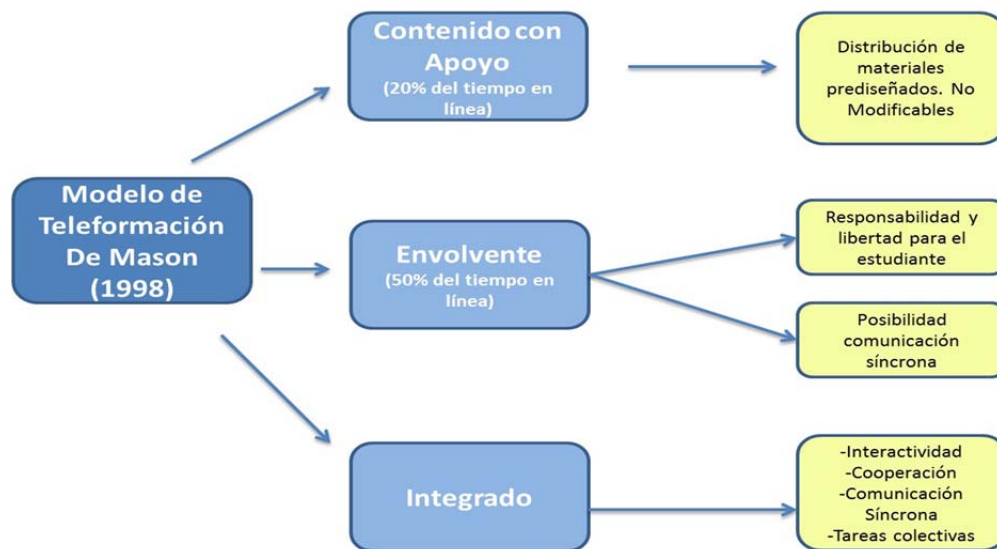 Modelo de
Teleformación
De Mason
(1998)
Contenido con
Apoyo
(20% del tiempo en
línea)
Distribución de
materiales
prediseñados. No
Modificables
Envolvente
(50% del tiempo en
línea)
Responsabilidad y
libertad para el
estudiante
Posibilidad
comunicación
síncrona
Integrado
-Interactividad
-Cooperación
-Comunicación
Síncrona
-Tareas colectivas